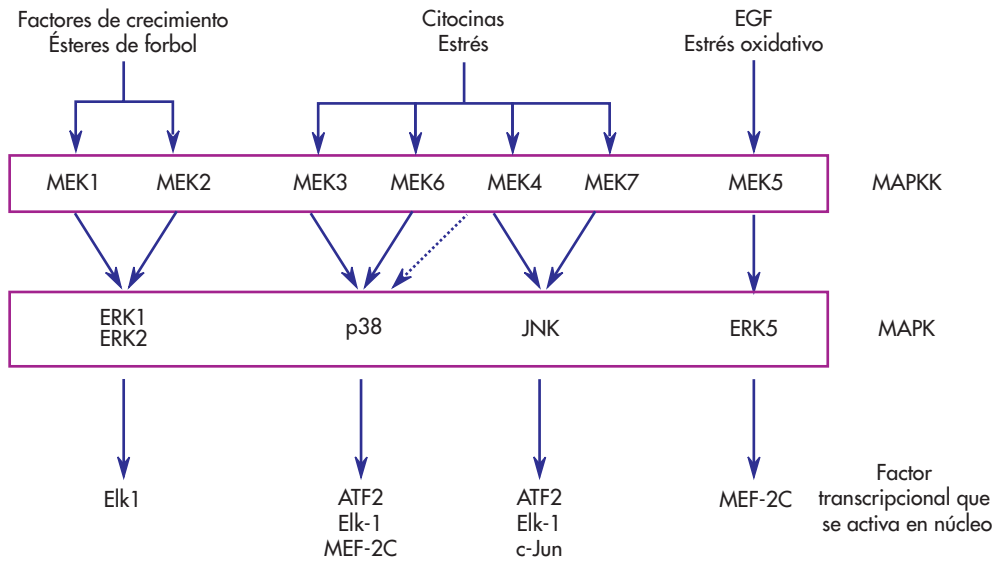 Factores de crecimiento
Ésteres de forbol
Citocinas
Estrés
EGF
Estrés oxidativo
MEK1
MEK2
MEK3
MEK6
MEK4
MEK7
MEK5
MAPKK
ERK1
ERK2
p38
JNK
ERK5
MAPK
Elk1
ATF2
Elk-1
MEF-2C
ATF2
Elk-1
c-Jun
MEF-2C
Factor
transcripcional que
se activa en núcleo